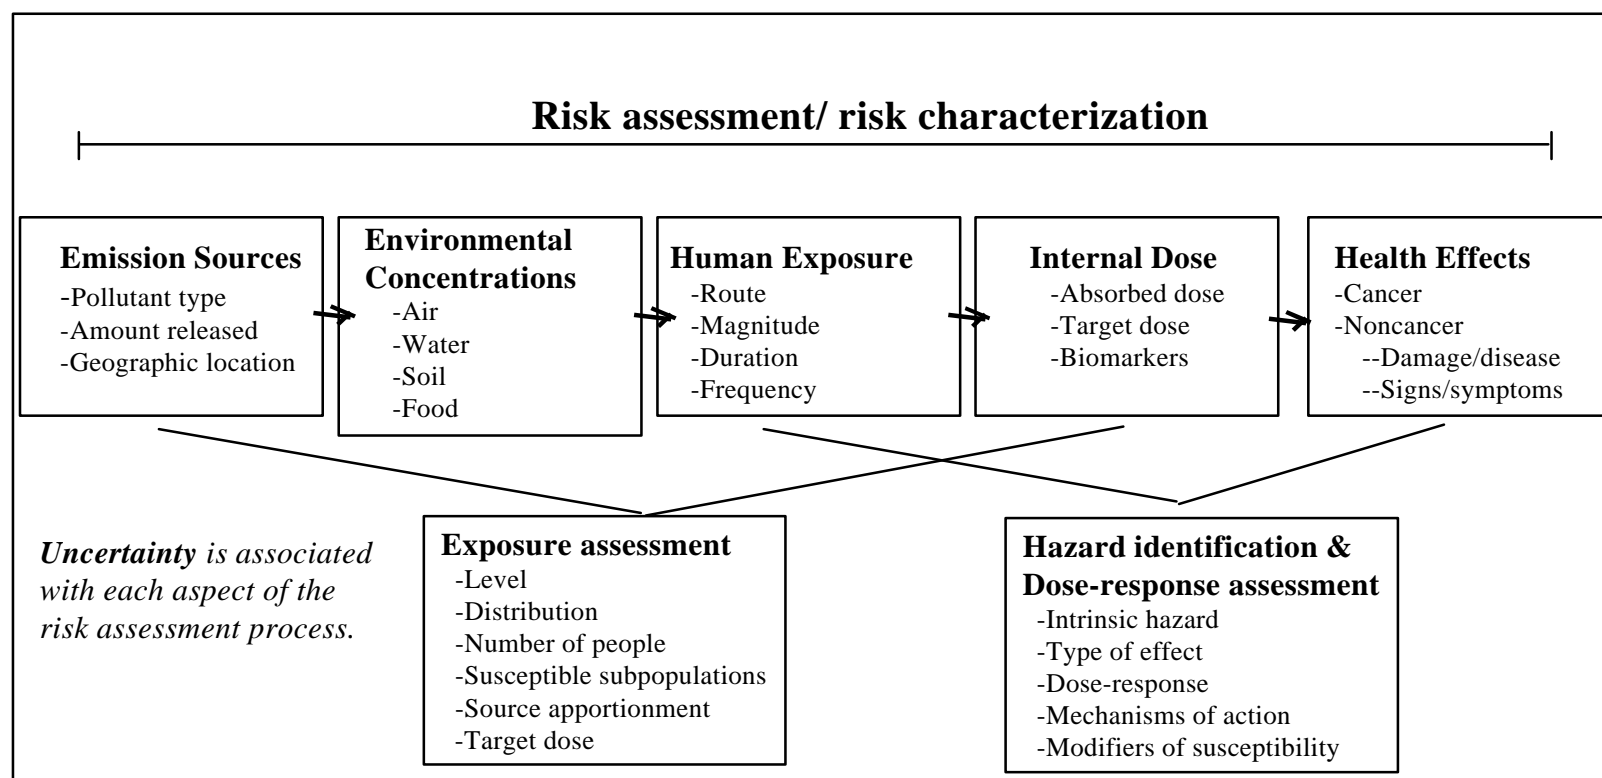 Risk assessment/ risk characterization
Emission Sources
-Pollutant type
-Amount released
-Geographic location
Environmental
Concentrations
-Air
-Water
-Soil
-Food
Human Exposure
-Route
-Magnitude
-Duration
-Frequency
Internal Dose
-Absorbed dose
-Target dose
-Biomarkers
Health Effects
-Cancer
-Noncancer
--Damage/disease
--Signs/symptoms
Uncertainty is associated
with each aspect of the
risk assessment process.
Exposure assessment
-Level
-Distribution
-Number of people
-Susceptible subpopulations
-Source apportionment
-Target dose
Hazard identification &
Dose-response assessment
-Intrinsic hazard
-Type of effect
-Dose-response
-Mechanisms of action
-Modifiers of susceptibility